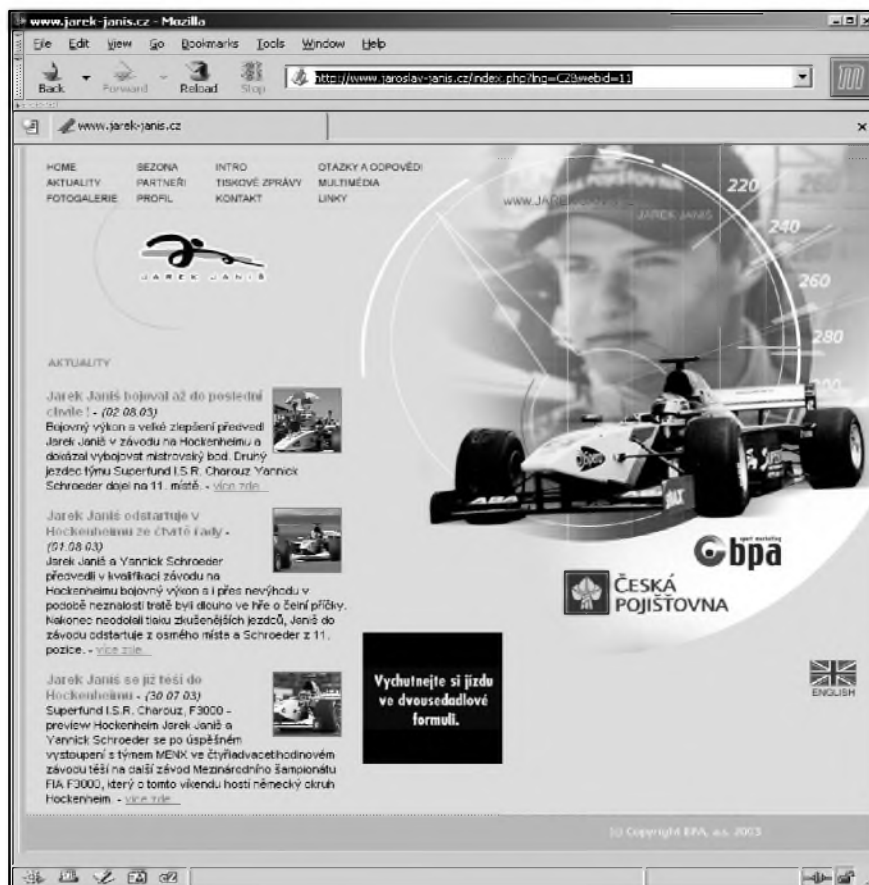 www.jarek-janis.cz - Mozilla
File Edit View Go Bookmarks Tools Window Help
Back Forward Reload Stop http://www.jaroslav-janis.cz/index.php?lng=CZ&webid=11
www.jarek-janis.cz
HOME SEZONA INTRO OTÁZKY A ODPOVĚDI
AKTUALITY PARTNEŘI TISKOVÉ ZPRÁVY MULTIMÉDIA
FOTOGALERIE PROFIL KONTAKT LINKY
JAREK JANIŠ
POJIŠŤOVNA
JAREK JANIŠ
220
240
260
280
300
AKTUALITY
Jarek Janiš bojoval až do poslední
chvíle ! - (02.08.03)
Bojovný výkon a velké zlepšení předvedl
Jarek Janiš v závodu na Hockenheimu a
dokázal vybojovat mistrovský bod. Druhý
jezdec týmu Superfund I.S.R. Charouz Yannick
Schroeder dojel na 11. místě. - více zde...
Jarek Janiš odstartuje v
Hockenheimu ze čtvrté řady -
(01.08.03)
Jarek Janiš a Yannick Schroeder
předvedli v kvalifikaci závodu na
Hockenheimu bojovný výkon a i přes nevýhodu v
podobě neznalosti tratě byli dlouho ve hře o čelní příčky.
Nakonec neodolali tlaku zkušenějších jezdců, Janiš do
závodu odstartuje z osmého místa a Schroeder z 11.
pozice. - více zde...
Jarek Janiš se již těší do
Hockenheimu - (30.07.03)
Superfund I.S.R. Charouz, F3000 -
preview Hockenheim Jarek Janiš a
Yannick Schroeder se po úspěšném
vystoupení s týmem MENX ve čtyřiadvacetihodinovém
závodu těší na další závod Mezinárodního šampionátu
FIA F3000, který o tomto víkendu hostí německý okruh
Hockenheim. - více zde...
sport marketing
bpa
ČESKÁ
POJIŠŤOVNA
Vychutnejte si jízdu
ve dvousedadlové
formuli.
ENGLISH
(c) Copyright BPA, a.s. 2003